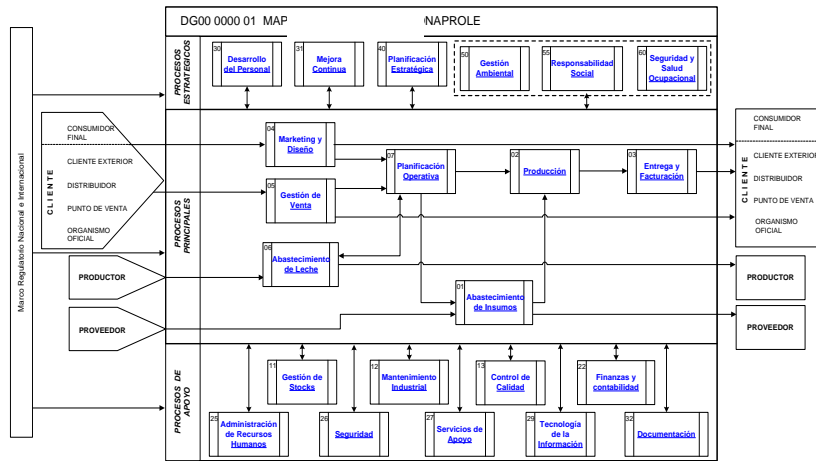 DG00 0000 01 MAP
ONAPROLE
Marco Regulatorio Nacional e Internacional
PROCESOS
ESTRATEGICOS
30
Desarrollo
del Personal
31
Mejora
Continua
40
Planificación
Estratégica
50
Gestión
Ambiental
55
Responsabilidad
Social
60
Seguridad y
Salud
Ocupacional
CLIENTE
CONSUMIDOR
FINAL
CLIENTE EXTERIOR
DISTRIBUIDOR
PUNTO DE VENTA
ORGANISMO
OFICIAL
PRODUCTOR
PROVEEDOR
PROCESOS
PRINCIPALES
04
Marketing y
Diseño
05
Gestión de
Venta
06
Abastecimiento
de Leche
07
Planificación
Operativa
02
Producción
03
Entrega y
Facturación
01
Abastecimiento
de Insumos
CONSUMIDOR
FINAL
CLIENTE
CLIENTE EXTERIOR
DISTRIBUIDOR
PUNTO DE VENTA
ORGANISMO
OFICIAL
PRODUCTOR
PROVEEDOR
PROCESOS DE
APOYO
11
Gestión de
Stocks
12
Mantenimiento
Industrial
13
Control de
Calidad
22
Finanzas y
contabilidad
25
Administración
de Recursos
Humanos
26
Seguridad
27
Servicios de
Apoyo
29
Tecnología
de la
Información
32
Documentación